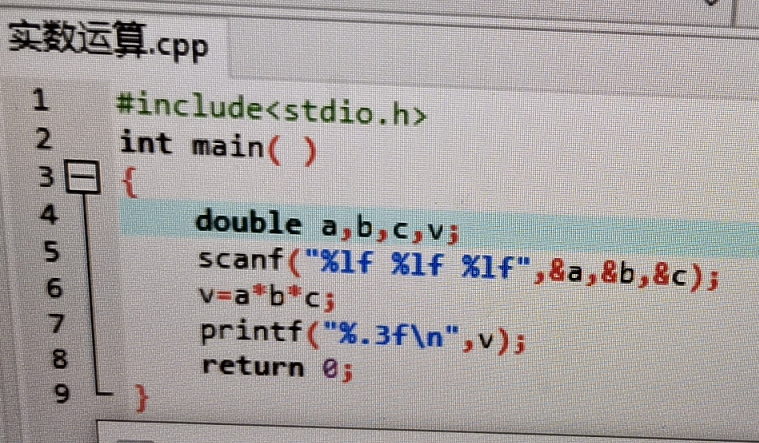 实数运算.cpp
1 #include<stdio.h>
2 int main( )
3 {
4 double a,b,c,v;
5 scanf("%lf %lf %lf",&a,&b,&c);
6 v=a*b*c;
7 printf("%.3f\n",v);
8 return 0;
9 }